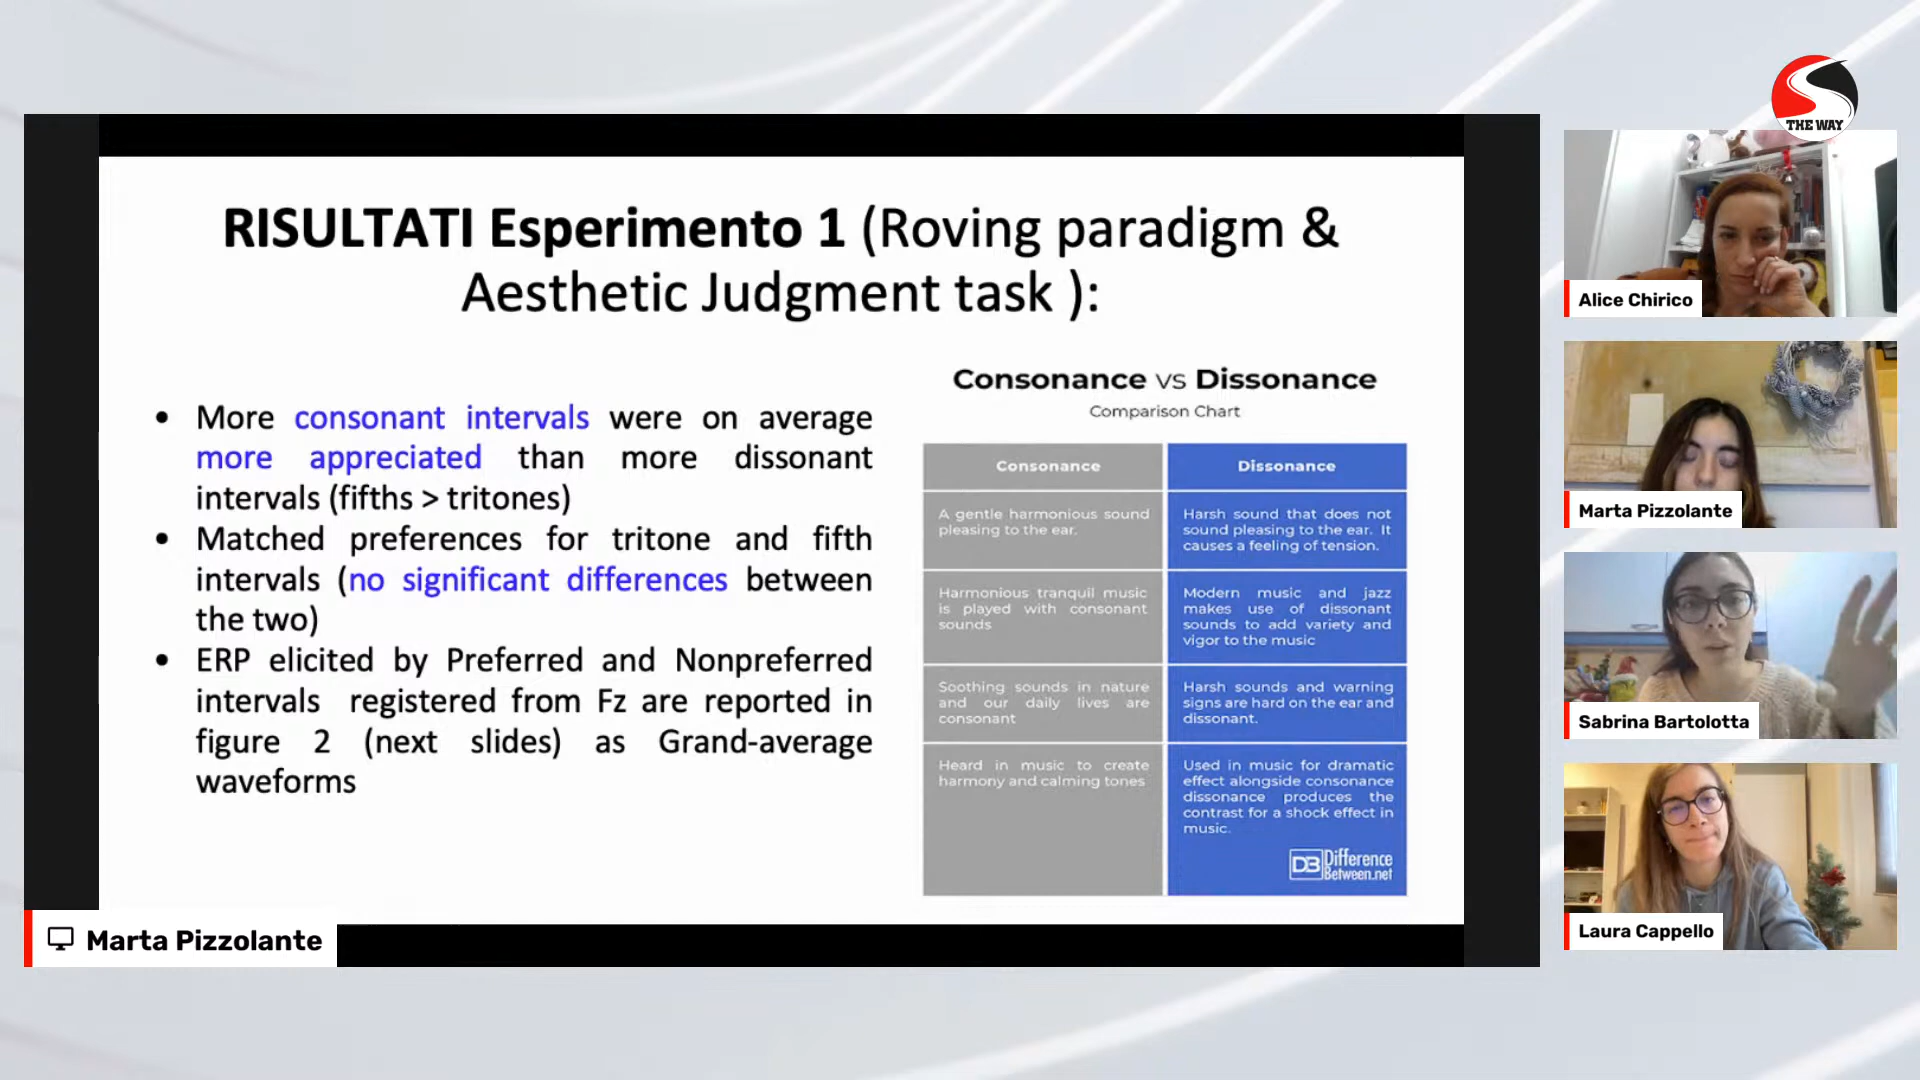 THE WAY
RISULTATI Esperimento 1 (Roving paradigm &
Aesthetic Judgment task ):
• More consonant intervals were on average
more appreciated than more dissonant
intervals (fifths > tritones)
• Matched preferences for tritone and fifth
intervals (no significant differences between
the two)
• ERP elicited by Preferred and Nonpreferred
intervals registered from Fz are reported in
figure 2 (next slides) as Grand-average
waveforms
Consonance vs Dissonance
Comparison Chart
Consonance
Dissonance
A gentle harmonious sound
pleasing to the ear.
Harsh sound that does not
sound pleasing to the ear. It
causes a feeling of tension.
Harmonious tranquil music
is played with consonant
sounds
Modern music and jazz
makes use of dissonant
sounds to add variety and
vigor to the music
Soothing sounds in nature
and our daily lives are
consonant
Harsh sounds and warning
signs are hard on the ear and
dissonant.
Heard in music to create
harmony and calming tones
Used in music for dramatic
effect alongside consonance
dissonance produces the
contrast for a shock effect in
music.
DB Difference
Between.net
Marta Pizzolante
Alice Chirico
Marta Pizzolante
Sabrina Bartolotta
Laura Cappello